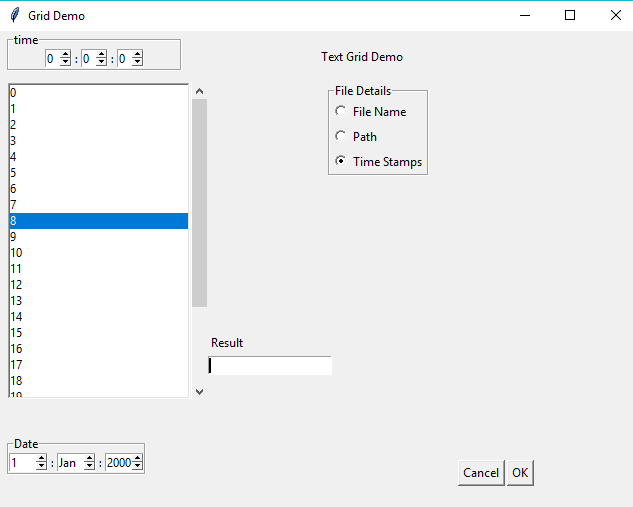 Grid Demo
time
0 : 0 : 0
Text Grid Demo
0
1
2
3
4
5
6
7
8
9
10
11
12
13
14
15
16
17
18
19
File Details
File Name
Path
Time Stamps
Result
Date
1 : Jan : 2000
Cancel OK